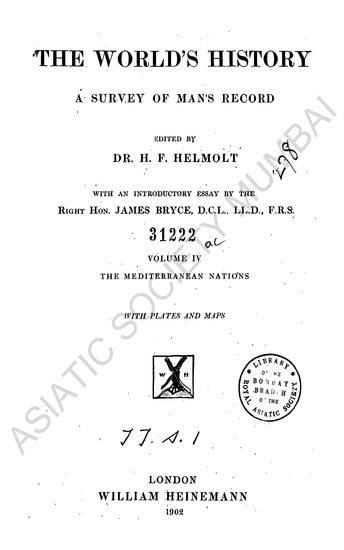 THE WORLD'S HISTORY
A SURVEY OF MAN'S RECORD
EDITED BY
DR. H. F. HELMOLT
278
WITH AN INTRODUCTORY ESSAY BY THE
RIGHT HON. JAMES BRYCE, D.C.L., LL.D., F.R.S.
31222
ac
VOLUME IV
THE MEDITERRANEAN NATIONS
WITH PLATES AND MAPS
W H
LIBRARY
OF THE
BOMBAY
BRANCH
OF THE
ROYAL ASIATIC SOCIETY
LONDON
WILLIAM HEINEMANN
1902
ASIATIC SOCIETY MUMBAI